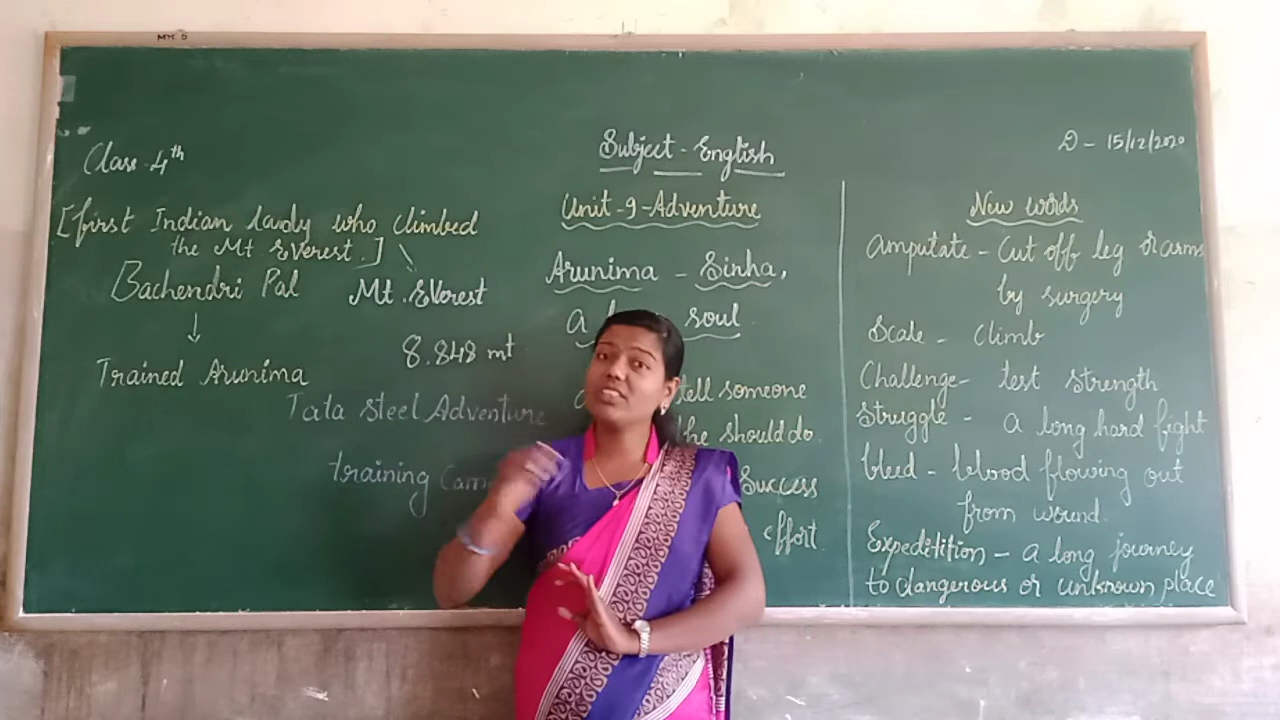 Class-4th
[first Indian lavdy who climbed
the Mt Everest.]
Bachendri Pal
Mt. Everest
8.848 mt
Trained Arunima
Tata Steel Adventure
training
Subject-English
Unit-9-Adventure
Arunima - Sinha,
a soul
tell someone
he should do
Success
effort
D - 15/12/2020
New words
Amputate - Cut off leg or arms
by surgery
Scale - Climb
Challenge- test strength
Struggle - a long hard fight
bleed - blood flowing out
from wound.
Expeditition - a long journey
to dangerous or unknown place